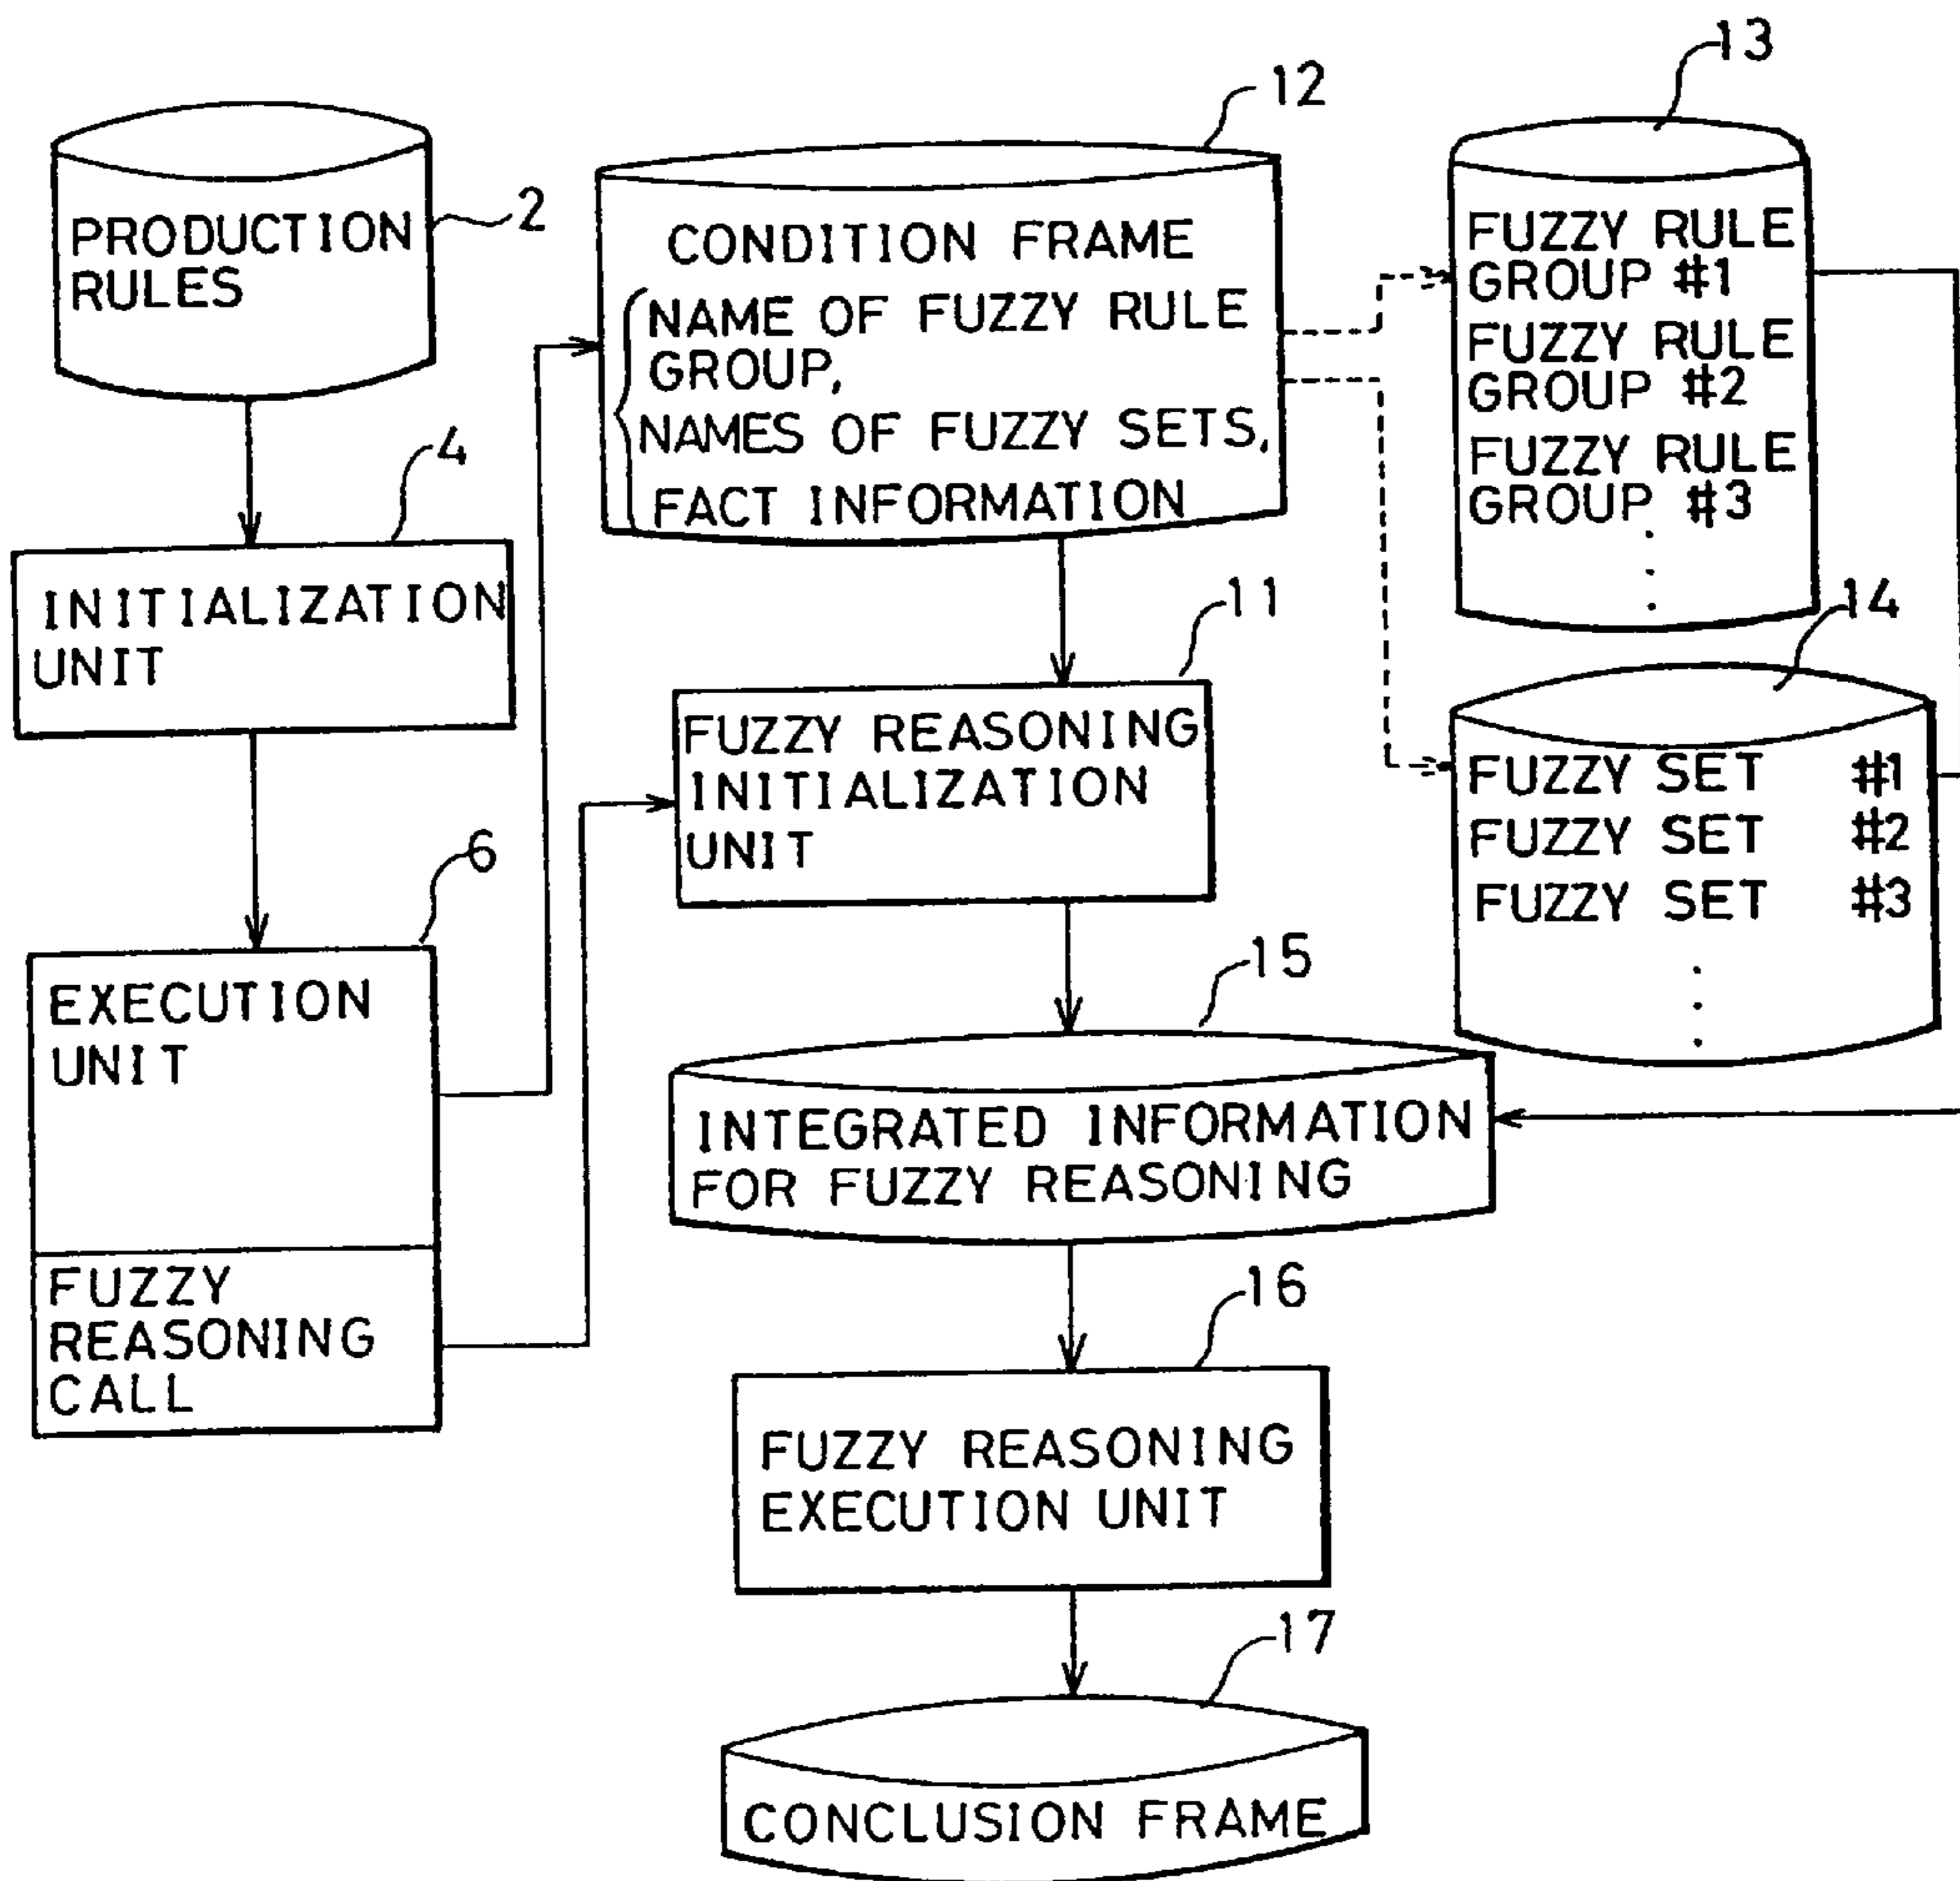 2
PRODUCTION
RULES
4
INITIALIZATION
UNIT
6
EXECUTION
UNIT
FUZZY
REASONING
CALL
12
CONDITION FRAME
NAME OF FUZZY RULE
GROUP,
NAMES OF FUZZY SETS,
FACT INFORMATION
11
FUZZY REASONING
INITIALIZATION
UNIT
15
INTEGRATED INFORMATION
FOR FUZZY REASONING
16
FUZZY REASONING
EXECUTION UNIT
17
CONCLUSION FRAME
13
FUZZY RULE
GROUP #1
FUZZY RULE
GROUP #2
FUZZY RULE
GROUP #3
14
FUZZY SET #1
FUZZY SET #2
FUZZY SET #3